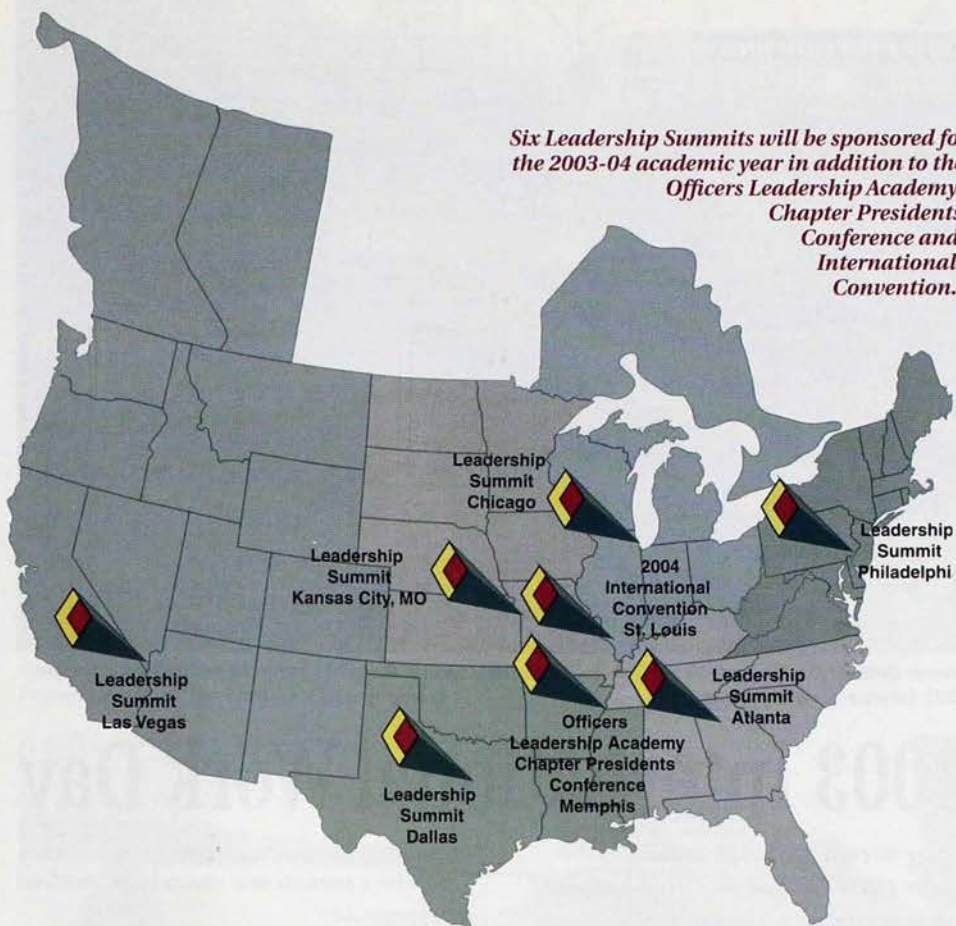 Six Leadership Summits will be sponsored fo
the 2003-04 academic year in addition to the
Officers Leadership Academy
Chapter Presidents
Conference and
International
Convention.
Leadership
Summit
Chicago
Leadership
Summit
Philadelphi
Leadership
Summit
Kansas City, MO
2004
International
Convention
St. Louis
Leadership
Summit
Las Vegas
Leadership
Summit
Atlanta
Officers
Leadership Academy
Chapter Presidents
Conference
Memphis
Leadership
Summit
Dallas